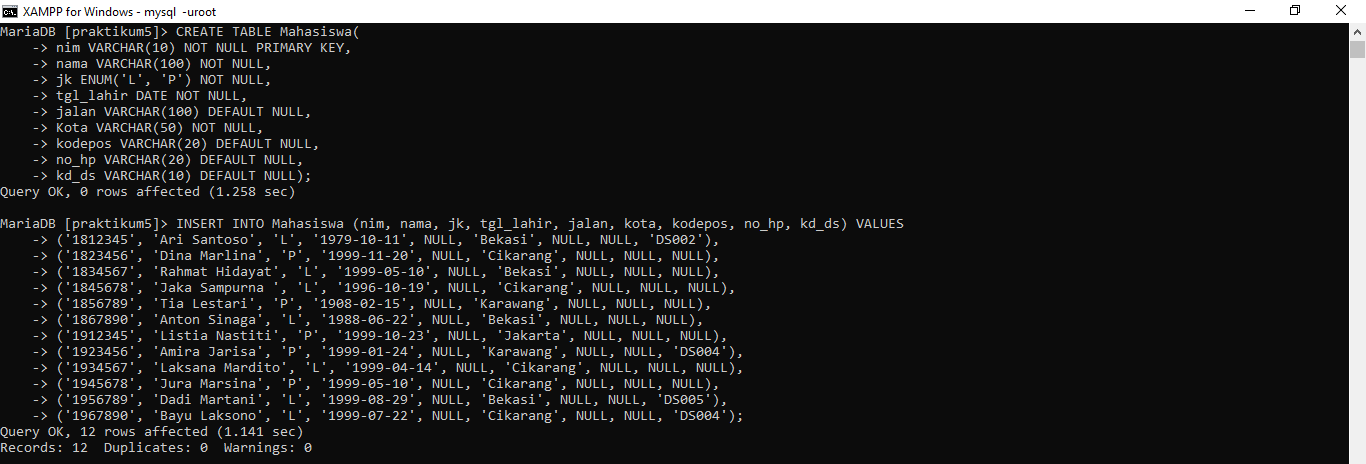 XAMPP for Windows - mysql  -uroot
MariaDB [praktikum5]> CREATE TABLE Mahasiswa(
    -> nim VARCHAR(10) NOT NULL PRIMARY KEY,
    -> nama VARCHAR(100) NOT NULL,
    -> jk ENUM('L', 'P') NOT NULL,
    -> tgl_lahir DATE NOT NULL,
    -> jalan VARCHAR(100) DEFAULT NULL,
    -> Kota VARCHAR(50) NOT NULL,
    -> kodepos VARCHAR(20) DEFAULT NULL,
    -> no_hp VARCHAR(20) DEFAULT NULL,
    -> kd_ds VARCHAR(10) DEFAULT NULL);
Query OK, 0 rows affected (1.258 sec)
MariaDB [praktikum5]> INSERT INTO Mahasiswa (nim, nama, jk, tgl_lahir, jalan, kota, kodepos, no_hp, kd_ds) VALUES
    -> ('1812345', 'Ari Santoso', 'L', '1979-10-11', NULL, 'Bekasi', NULL, NULL, 'DS002'),
    -> ('1823456', 'Dina Marlina', 'P', '1999-11-20', NULL, 'Cikarang', NULL, NULL, NULL),
    -> ('1834567', 'Rahmat Hidayat', 'L', '1999-05-10', NULL, 'Bekasi', NULL, NULL, NULL),
    -> ('1845678', 'Jaka Sampurna ', 'L', '1996-10-19', NULL, 'Cikarang', NULL, NULL, NULL),
    -> ('1856789', 'Tia Lestari', 'P', '1908-02-15', NULL, 'Karawang', NULL, NULL, NULL),
    -> ('1867890', 'Anton Sinaga', 'L', '1988-06-22', NULL, 'Bekasi', NULL, NULL, NULL),
    -> ('1912345', 'Listia Nastiti', 'P', '1999-10-23', NULL, 'Jakarta', NULL, NULL, NULL),
    -> ('1923456', 'Amira Jarisa', 'P', '1999-01-24', NULL, 'Karawang', NULL, NULL, 'DS004'),
    -> ('1934567', 'Laksana Mardito', 'L', '1999-04-14', NULL, 'Cikarang', NULL, NULL, NULL),
    -> ('1945678', 'Jura Marsina', 'P', '1999-05-10', NULL, 'Cikarang', NULL, NULL, NULL),
    -> ('1956789', 'Dadi Martani', 'L', '1999-08-29', NULL, 'Bekasi', NULL, NULL, 'DS005'),
    -> ('1967890', 'Bayu Laksono', 'L', '1999-07-22', NULL, 'Cikarang', NULL, NULL, 'DS004');
Query OK, 12 rows affected (1.141 sec)
Records: 12  Duplicates: 0  Warnings: 0